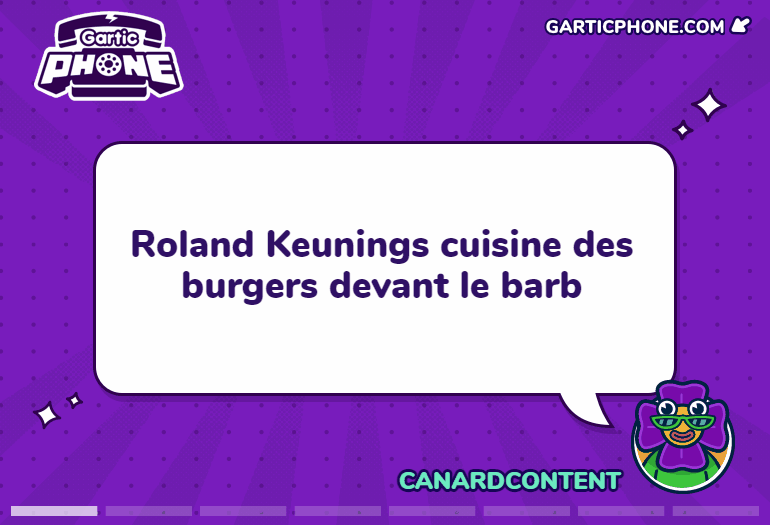 Gartic
PHONE
GARTICPHONE.COM
Roland Keunings cuisine des
burgers devant le barb
CANARDCONTENT